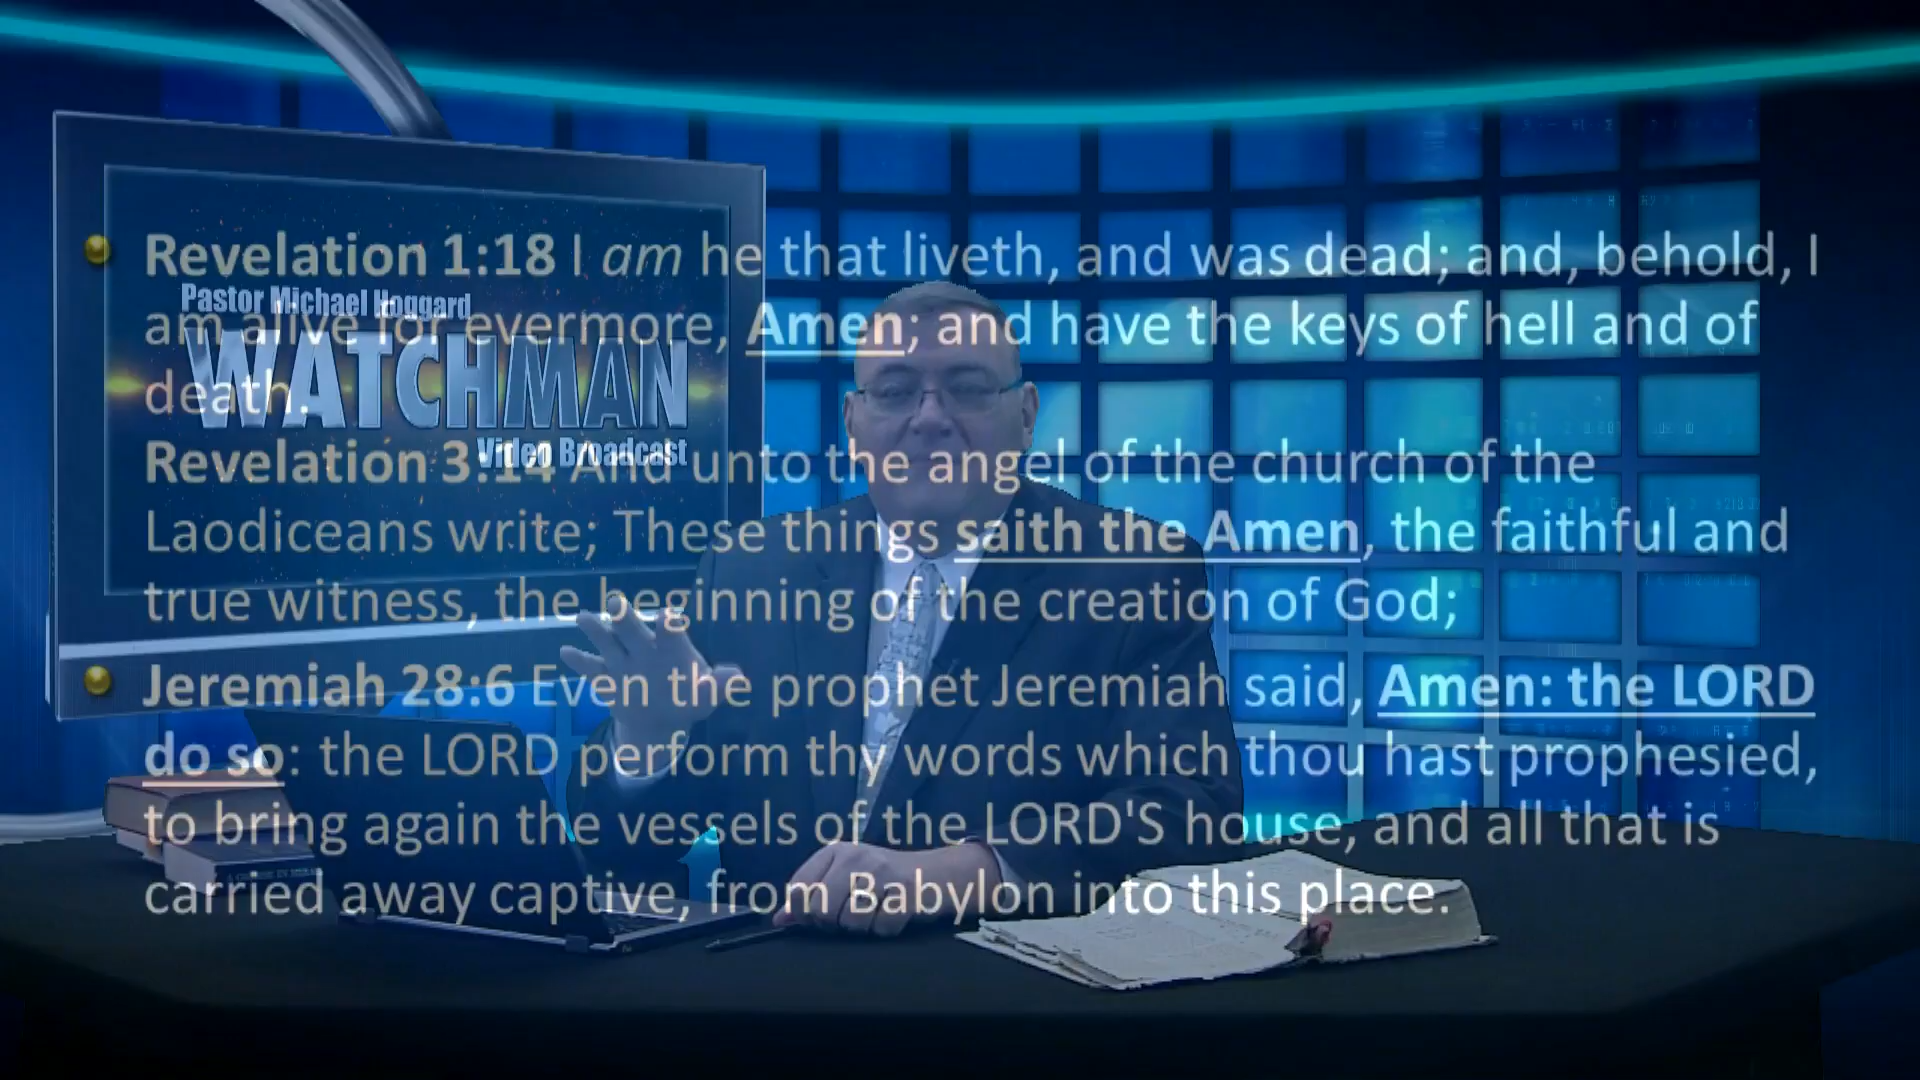 Revelation 1:18 I am he that liveth, and was dead; and, behold, I
am alive for evermore, Amen; and have the keys of hell and of
death.
Revelation 3:14 And unto the angel of the church of the
Laodiceans write; These things saith the Amen, the faithful and
true witness, the beginning of the creation of God;
Jeremiah 28:6 Even the prophet Jeremiah said, Amen: the LORD
do so: the LORD perform thy words which thou hast prophesied,
to bring again the vessels of the LORD'S house, and all that is
carried away captive, from Babylon into this place.
Pastor Michael Hoggard
WATCHMAN
Video Broadcast